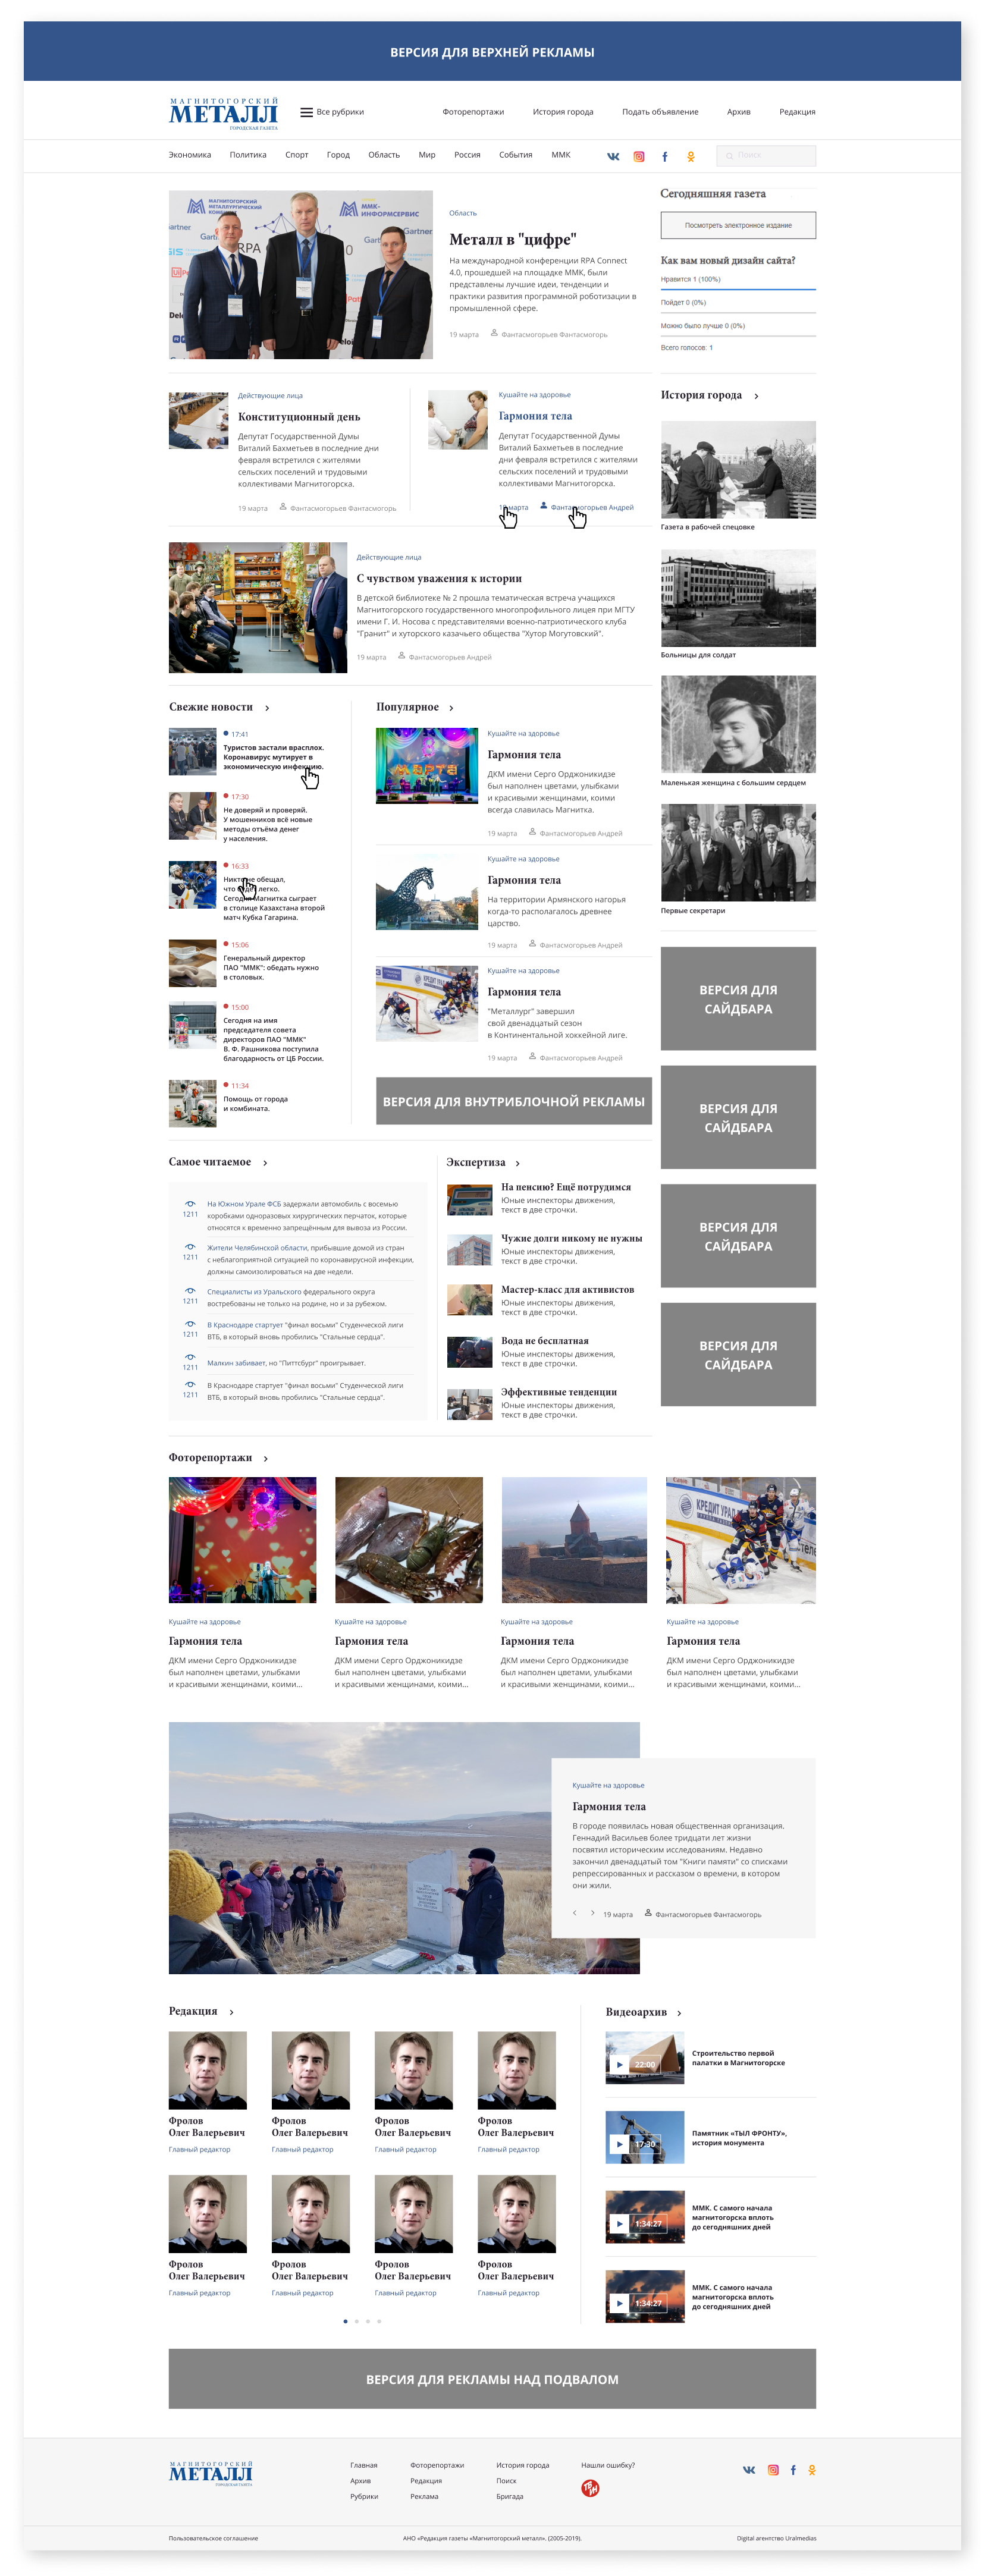 ВЕРСИЯ ДЛЯ ВЕРХНЕЙ РЕКЛАМЫ
МАГНИТОГОРСКИЙ
МЕТАЛЛ
ГОРОДСКАЯ ГАЗЕТА
Все рубрики
Фоторепортажи
История города
Подать объявление
Архив
Редакция
Экономика
Политика
Спорт
Город
Область
Мир
Россия
События
ММК
Поиск
Область
Металл в "цифре"
На международной конференции RPA Connect
4.0, прошедшей на площадке ММК, были
представлены лучшие идеи, тенденции и
практики развития программной роботизации в
промышленной сфере.
19 марта
Фантасмогорьев Фантасмогорь
Сегодняшняя газета
Посмотреть электронное издание
Как вам новый дизайн сайта?
Нравится 1 (100%)
Пойдет 0 (0%)
Можно было лучше 0 (0%)
Всего голосов: 1
Действующие лица
Конституционный день
Депутат Государственной Думы
Виталий Бахметьев в последние дни
февраля встретился с жителями
сельских поселений и трудовыми
коллективами Магнитогорска.
19 марта
Фантасмогорьев Фантасмогорь
Кушайте на здоровье
Гармония тела
Депутат Государственной Думы
Виталий Бахметьев в последние
дни февраля встретился с жителями
сельских поселений и трудовыми
коллективами Магнитогорска.
марта
Андрей
История города
Газета в рабочей спецовке
Больницы для солдат
Маленькая женщина с большим сердцем
Первые секретари
Действующие лица
С чувством уважения к истории
В детской библиотеке № 2 прошла тематическая встреча учащихся
Магнитогорского государственного многопрофильного лицея при МГТУ
имени Г. И. Носова с представителями военно-патриотического клуба
"Гранит" и хуторского казачьего общества "Хутор Могутовский".
19 марта
Фантасмогорьев Андрей
Свежие новости
17:41
Туристов застали врасплох.
Коронавирус мутирует в
экономическую инфекцию.
17:30
Не доверяй и проверяй.
У мошенников всё новые
методы отъёма денег
у населения.
16:33
обещал,
что легко.
Магнитка сыграет
в столице Казахстана второй
матч Кубка Гагарина.
15:06
Генеральный директор
ПАО "ММК": обедать нужно
в столовых.
15:00
Сегодня на имя
председателя совета
директоров ПАО "ММК"
В. Ф. Рашникова поступила
благодарность от ЦБ России.
11:34
Помощь от города
и комбината.
Популярное
Кушайте на здоровье
Гармония тела
ДКМ имени Серго Орджоникидзе
был наполнен цветами, улыбками
и красивыми женщинами, коими
всегда славилась Магнитка.
19 марта
Фантасмогорьев Андрей
Кушайте на здоровье
Гармония тела
На территории Армянского нагорья
когда-то располагалось древнее
царство.
19 марта
Фантасмогорьев Андрей
Кушайте на здоровье
Гармония тела
"Металлург" завершил
свой двенадцатый сезон
в Континентальной хоккейной лиге.
19 марта
Фантасмогорьев Андрей
ВЕРСИЯ ДЛЯ ВНУТРИБЛОЧНОЙ РЕКЛАМЫ
ВЕРСИЯ ДЛЯ
САЙДБАРА
ВЕРСИЯ ДЛЯ
САЙДБАРА
ВЕРСИЯ ДЛЯ
САЙДБАРА
ВЕРСИЯ ДЛЯ
САЙДБАРА
Самое читаемое
1211
На Южном Урале ФСБ задержали автомобиль с восемью
коробками одноразовых хирургических перчаток, которые
относятся к временно запрещённым для вывоза из России.
1211
Жители Челябинской области, прибывшие домой из стран
с неблагоприятной ситуацией по коронавирусной инфекции,
должны самоизолироваться на две недели.
1211
Специалисты из Уральского федерального округа
востребованы не только на родине, но и за рубежом.
1211
В Краснодаре стартует "финал восьми" Студенческой лиги
ВТБ, в который вновь пробились "Стальные сердца".
1211
Малкин забивает, но "Питтсбург" проигрывает.
1211
В Краснодаре стартует "финал восьми" Студенческой лиги
ВТБ, в который вновь пробились "Стальные сердца".
Экспертиза
На пенсию? Ещё потрудимся
Юные инспекторы движения,
текст в две строчки.
Чужие долги никому не нужны
Юные инспекторы движения,
текст в две строчки.
Мастер-класс для активистов
Юные инспекторы движения,
текст в две строчки.
Вода не бесплатная
Юные инспекторы движения,
текст в две строчки.
Эффективные тенденции
Юные инспекторы движения,
текст в две строчки.
Фоторепортажи
Кушайте на здоровье
Гармония тела
ДКМ имени Серго Орджоникидзе
был наполнен цветами, улыбками
и красивыми женщинами, коими...
Кушайте на здоровье
Гармония тела
ДКМ имени Серго Орджоникидзе
был наполнен цветами, улыбками
и красивыми женщинами, коими...
Кушайте на здоровье
Гармония тела
ДКМ имени Серго Орджоникидзе
был наполнен цветами, улыбками
и красивыми женщинами, коими...
Кушайте на здоровье
Гармония тела
ДКМ имени Серго Орджоникидзе
был наполнен цветами, улыбками
и красивыми женщинами, коими...
Кушайте на здоровье
Гармония тела
В городе появилась новая общественная организация.
Геннадий Васильев более тридцати лет жизни
посвятил историческим исследованиям. Недавно
закончил двенадцатый том "Книги памяти" со списками
репрессированных и рассказом о времени, в котором
они жили.
19 марта
Фантасмогорьев Фантасмогорь
Редакция
Фролов
Олег Валерьевич
Главный редактор
Фролов
Олег Валерьевич
Главный редактор
Фролов
Олег Валерьевич
Главный редактор
Фролов
Олег Валерьевич
Главный редактор
Фролов
Олег Валерьевич
Главный редактор
Фролов
Олег Валерьевич
Главный редактор
Фролов
Олег Валерьевич
Главный редактор
Фролов
Олег Валерьевич
Главный редактор
Видеоархив
22:00
Строительство первой
палатки в Магнитогорске
17:30
Памятник «ТЫЛ ФРОНТУ»,
история монумента
1:34:27
ММК. С самого начала
магнитогорска вплоть
до сегодняшних дней
1:34:27
ММК. С самого начала
магнитогорска вплоть
до сегодняшних дней
ВЕРСИЯ ДЛЯ РЕКЛАМЫ НАД ПОДВАЛОМ
МАГНИТОГОРСКИЙ
МЕТАЛЛ
ГОРОДСКАЯ ГАЗЕТА
Главная
Архив
Рубрики
Фоторепортажи
Редакция
Реклама
История города
Поиск
Бригада
Нашли ошибку?
Пользовательское соглашение
АНО «Редакция газеты «Магнитогорский металл». (2005-2019).
Digital агентство Uralmedias